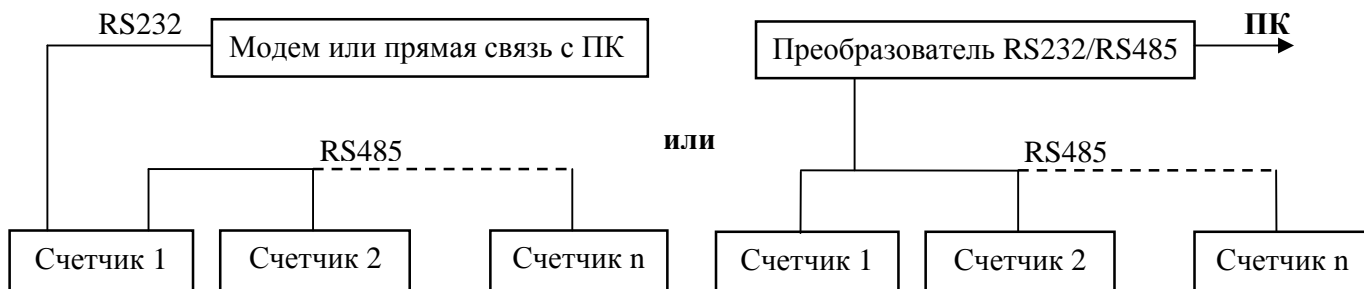 RS232
Модем или прямая связь с ПК
RS485
Счетчик 1
Счетчик 2
Счетчик n
или
Преобразователь RS232/RS485
ПК
RS485
Счетчик 1
Счетчик 2
Счетчик n